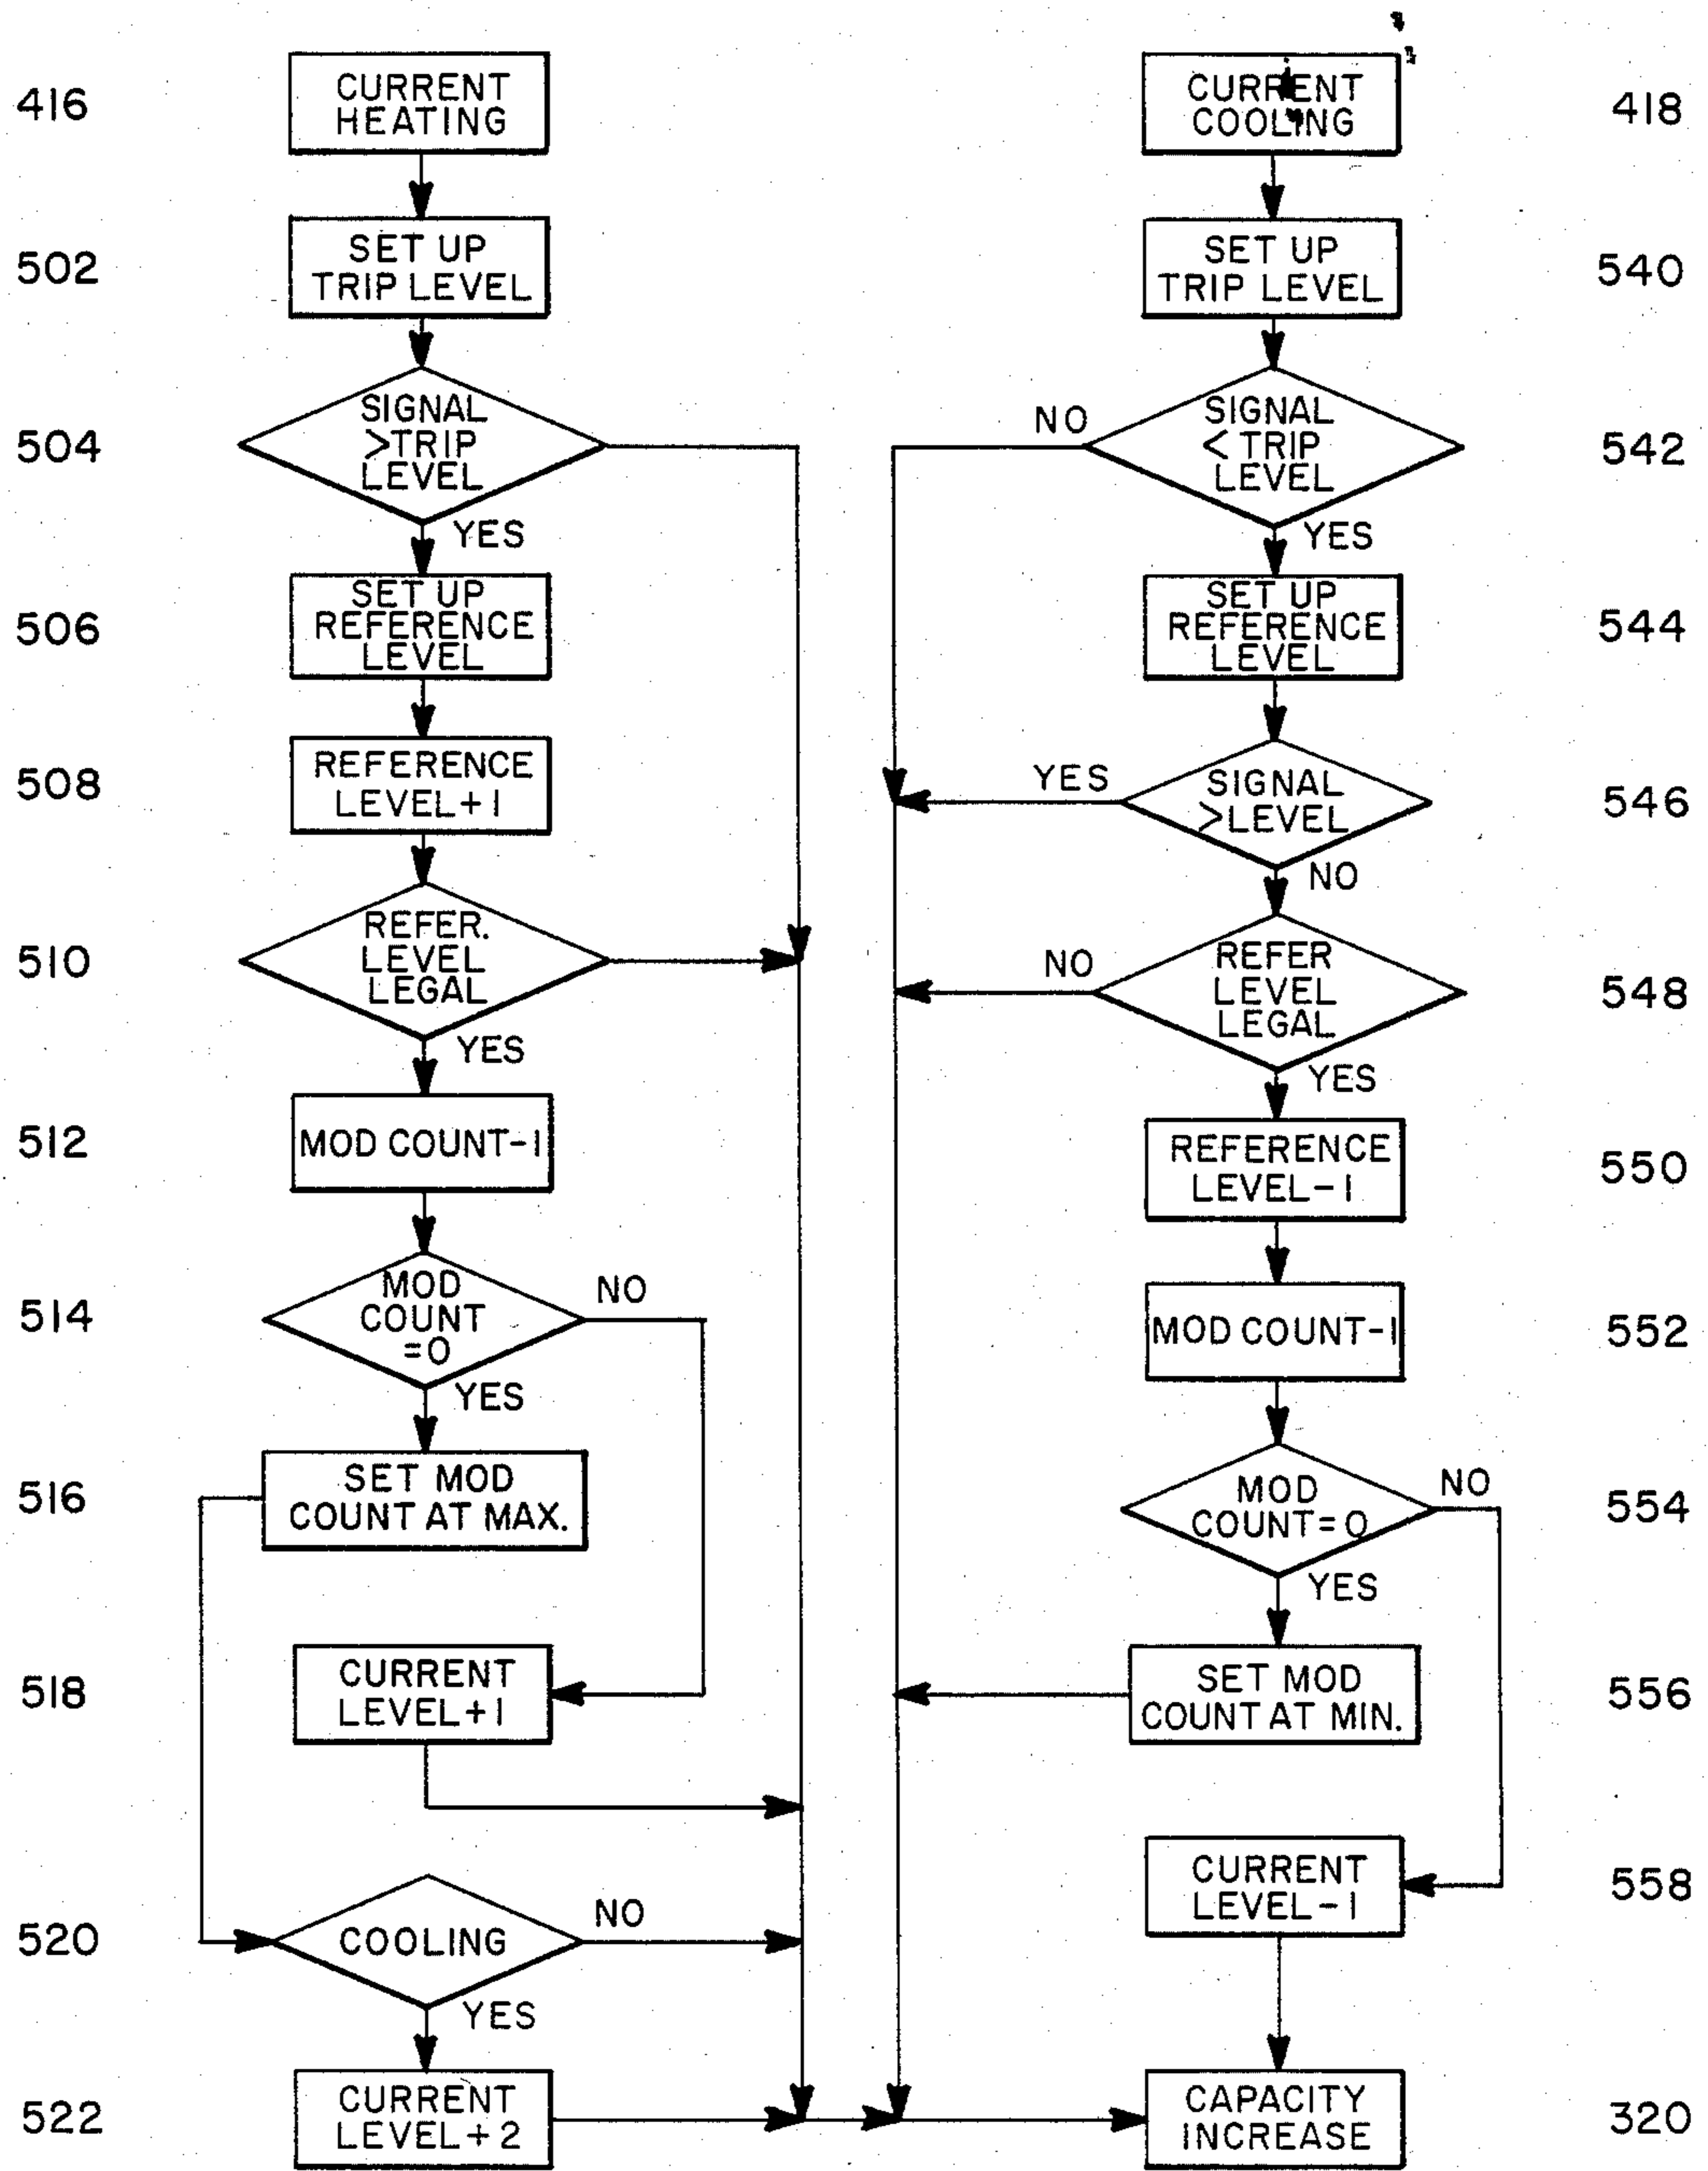 416
CURRENT
HEATING
502
SET UP
TRIP LEVEL
504
SIGNAL
>TRIP
LEVEL
YES
506
SET UP
REFERENCE
LEVEL
508
REFERENCE
LEVEL+1
510
REFER.
LEVEL
LEGAL
YES
512
MOD COUNT-1
514
MOD
COUNT
=0
NO
YES
516
SET MOD
COUNT AT MAX.
518
CURRENT
LEVEL+1
520
COOLING
NO
YES
522
CURRENT
LEVEL+2
CURRENT
COOLING
418
SET UP
TRIP LEVEL
540
NO
SIGNAL
< TRIP
LEVEL
542
YES
SET UP
REFERENCE
LEVEL
544
YES
SIGNAL
>LEVEL
546
NO
NO
REFER
LEVEL
LEGAL
548
YES
REFERENCE
LEVEL-1
550
MOD COUNT-1
552
MOD
COUNT=0
NO
554
YES
SET MOD
COUNT AT MIN.
556
CURRENT
LEVEL-1
558
CAPACITY
INCREASE
320